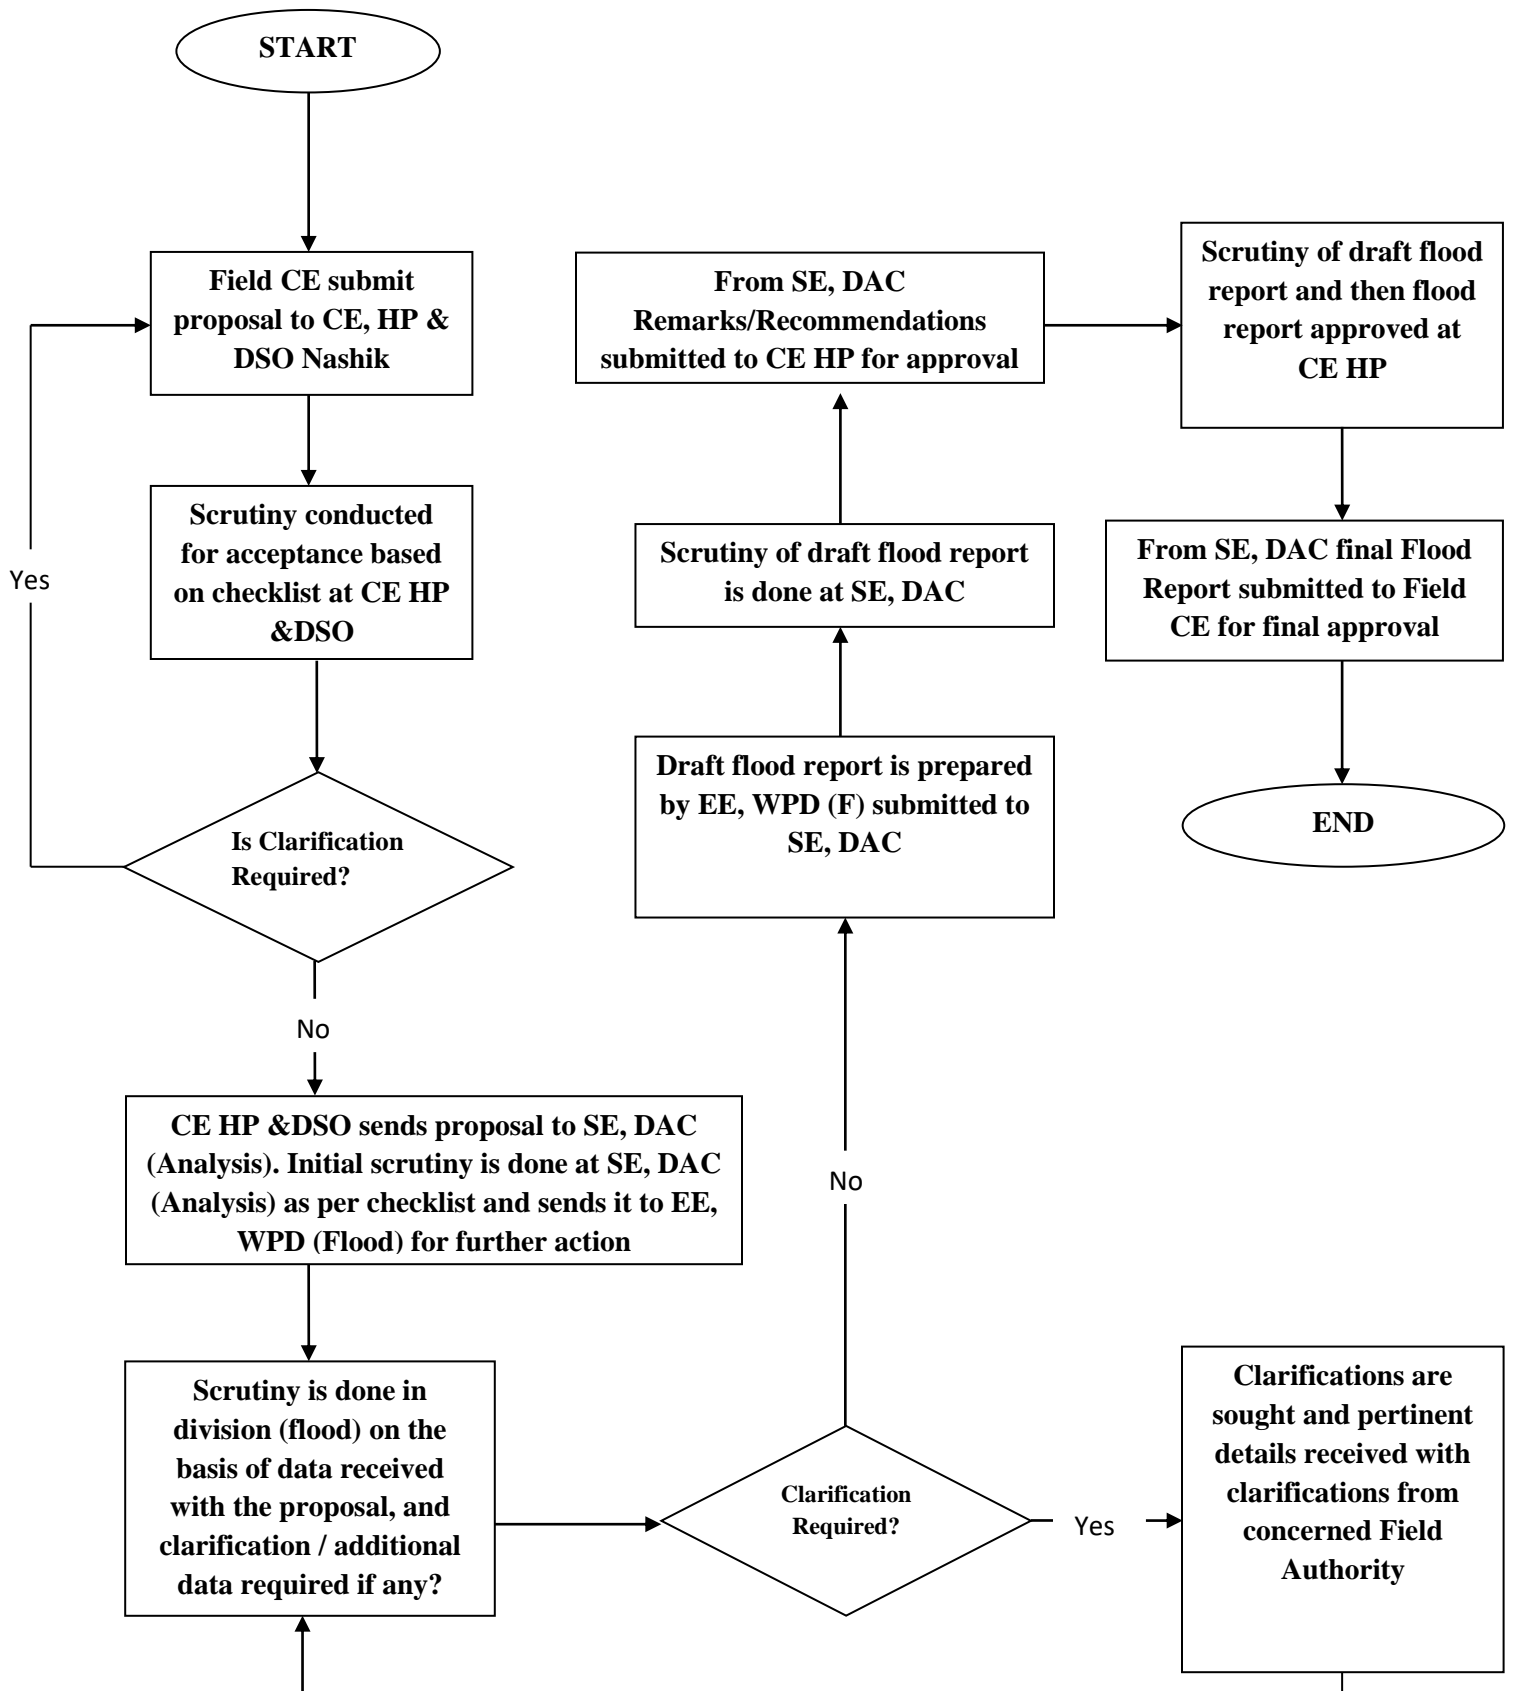 START
Field CE submit
proposal to CE, HP &
DSO Nashik
Scrutiny conducted
for acceptance based
on checklist at CE HP
&DSO
Yes
Is Clarification
Required?
No
CE HP &DSO sends proposal to SE, DAC
(Analysis). Initial scrutiny is done at SE, DAC
(Analysis) as per checklist and sends it to EE,
WPD (Flood) for further action
Scrutiny is done in
division (flood) on the
basis of data received
with the proposal, and
clarification / additional
data required if any?
Clarification
Required?
Yes
Clarifications are
sought and pertinent
details received with
clarifications from
concerned Field
Authority
No
Draft flood report is prepared
by EE, WPD (F) submitted to
SE, DAC
Scrutiny of draft flood report
is done at SE, DAC
From SE, DAC
Remarks/Recommendations
submitted to CE HP for approval
Scrutiny of draft flood
report and then flood
report approved at
CE HP
From SE, DAC final Flood
Report submitted to Field
CE for final approval
END